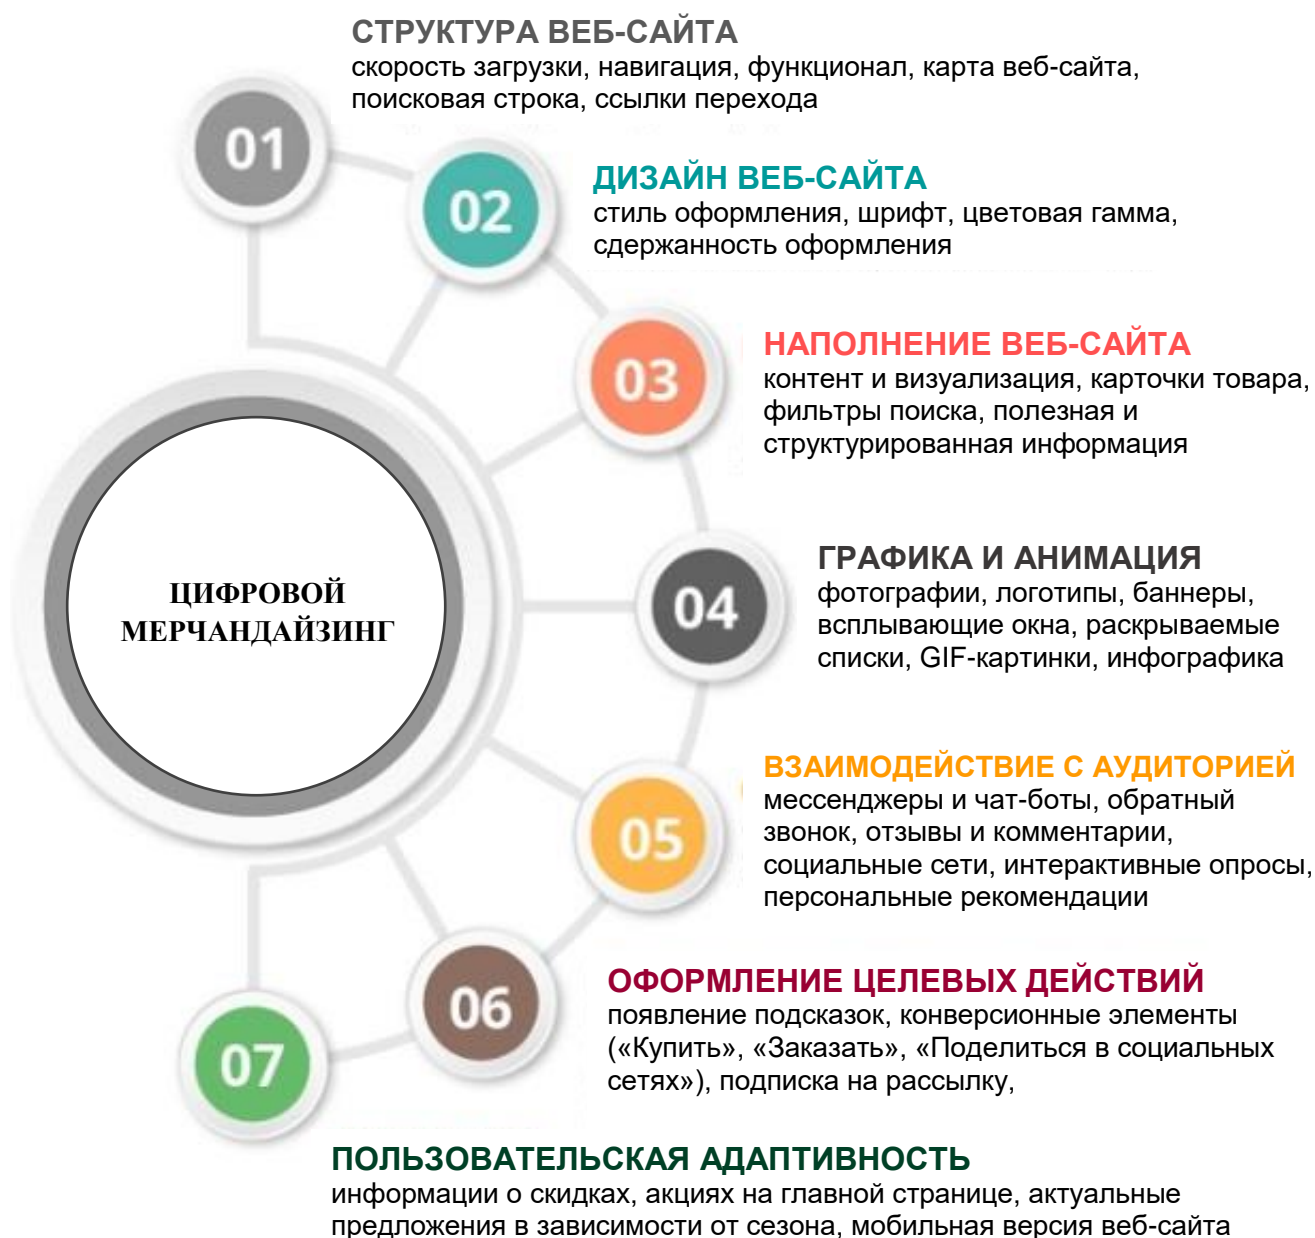 СТРУКТУРА ВЕБ-САЙТА
скорость загрузки, навигация, функционал, карта веб-сайта,
поисковая строка, ссылки перехода
01
02
ДИЗАЙН ВЕБ-САЙТА
стиль оформления, шрифт, цветовая гамма,
сдержанность оформления
03
НАПОЛНЕНИЕ ВЕБ-САЙТА
контент и визуализация, карточки товара,
фильтры поиска, полезная и
структурированная информация
ЦИФРОВОЙ
МЕРЧАНДАЙЗИНГ
04
ГРАФИКА И АНИМАЦИЯ
фотографии, логотипы, баннеры,
всплывающие окна, раскрываемые
списки, GIF-картинки, инфографика
05
ВЗАИМОДЕЙСТВИЕ С АУДИТОРИЕЙ
мессенджеры и чат-боты, обратный
звонок, отзывы и комментарии,
социальные сети, интерактивные опросы,
персональные рекомендации
06
ОФОРМЛЕНИЕ ЦЕЛЕВЫХ ДЕЙСТВИЙ
появление подсказок, конверсионные элементы
(«Купить», «Заказать», «Поделиться в социальных
сетях»), подписка на рассылку,
07
ПОЛЬЗОВАТЕЛЬСКАЯ АДАПТИВНОСТЬ
информации о скидках, акциях на главной странице, актуальные
предложения в зависимости от сезона, мобильная версия веб-сайта